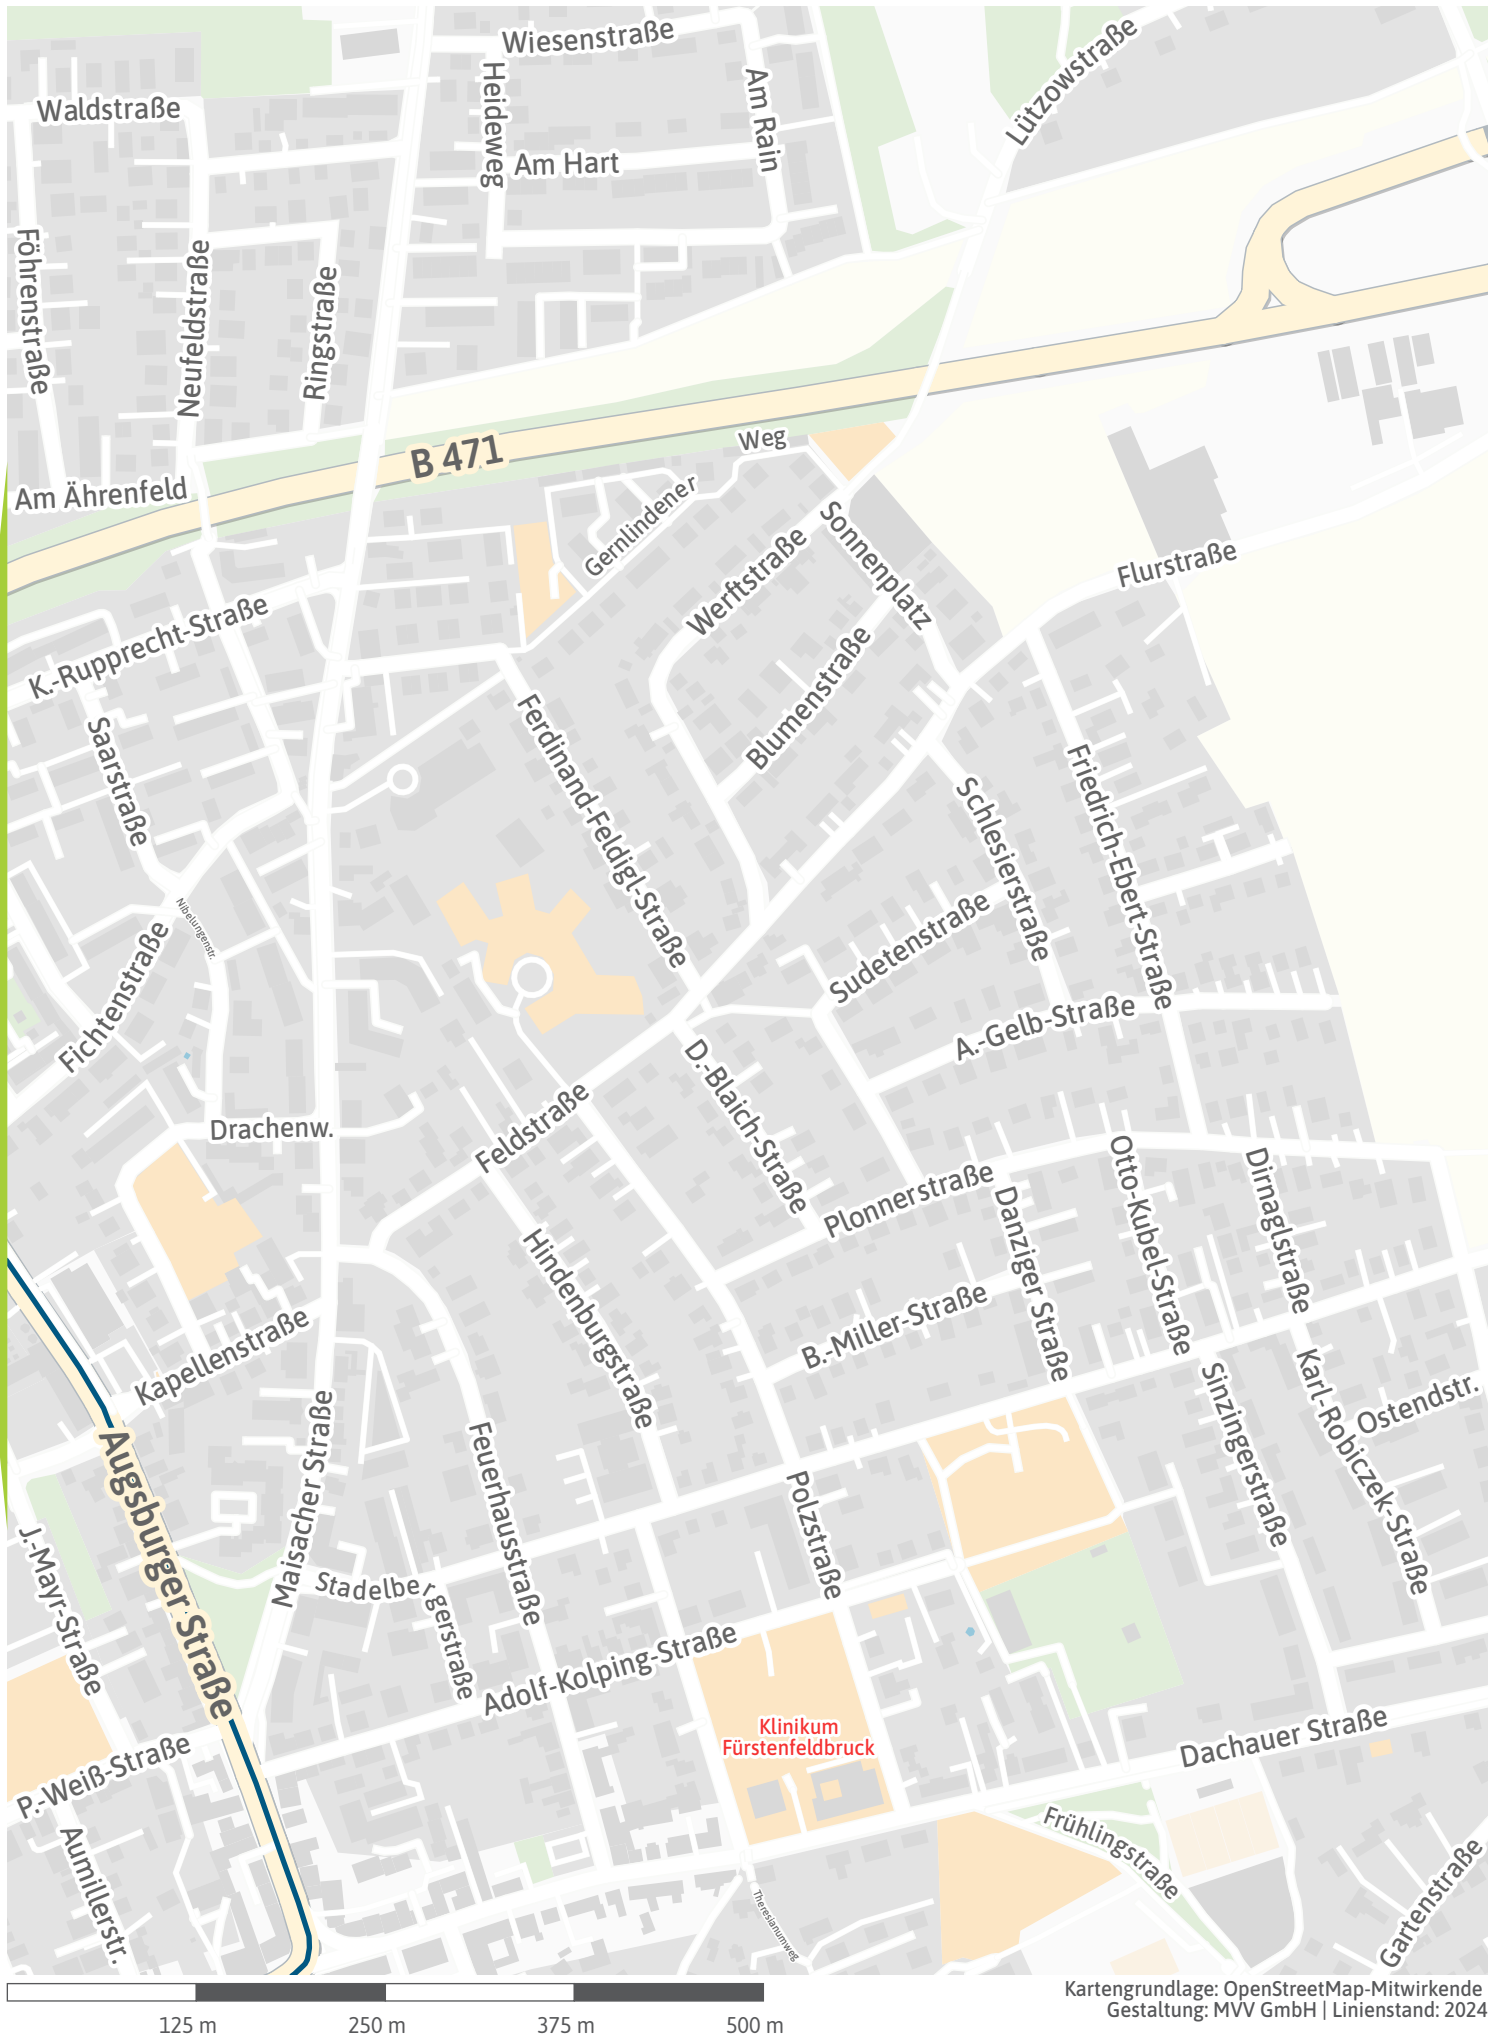 Wiesenstraße
Lützowstraße
Waldstraße
Heideweg
Am Rain
Am Hart
Föhrenstraße
Neufeldstraße
Ringstraße
B 471
Weg
Am Ährenfeld
Gernlindener
Sonnenplatz
Werftstraße
Flurstraße
K.-Rupprecht-Straße
Blumenstraße
Saarstraße
Ferdinand-Feldigl-Straße
Friedrich-Ebert-Straße
Schlesierstraße
Nibelungenstr.
Sudetenstraße
Fichtenstraße
A.-Gelb-Straße
D.-Blaich-Straße
Drachenw.
Feldstraße
Otto-Kubel-Straße
Dirnaglstraße
Plonnerstraße
Danziger Straße
Hindenburgstraße
B.-Miller-Straße
Kapellenstraße
Karl-Robiczek-Straße
Sinzingerstraße
Ostendstr.
Maisacher Straße
Augsburger Straße
Feuerhausstraße
Polzstraße
J.-Mayr-Straße
Stadelbergerstraße
Adolf-Kolping-Straße
Klinikum
Fürstenfeldbruck
Dachauer Straße
P.-Weiß-Straße
Frühlingstraße
Aumillerstr.
Gartenstraße
Theresianumweg
125 m 250 m 375 m 500 m
Kartengrundlage: OpenStreetMap-Mitwirkende
Gestaltung: MVV GmbH | Linienstand: 2024